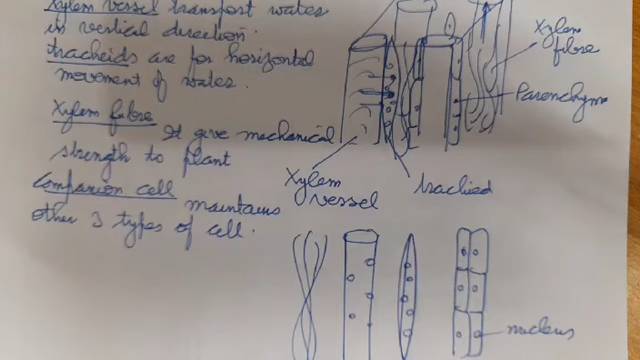 Xylem vessel transport water
in vertical direction.
tracheids are for horizontal
movement of water.
Xylem fibre
It give mechanical
strength to plant
Companion cell maintains
other 3 types of cell.
Xylem
fibre
Parenchyma
Xylem
vessel
trachied
nucleus